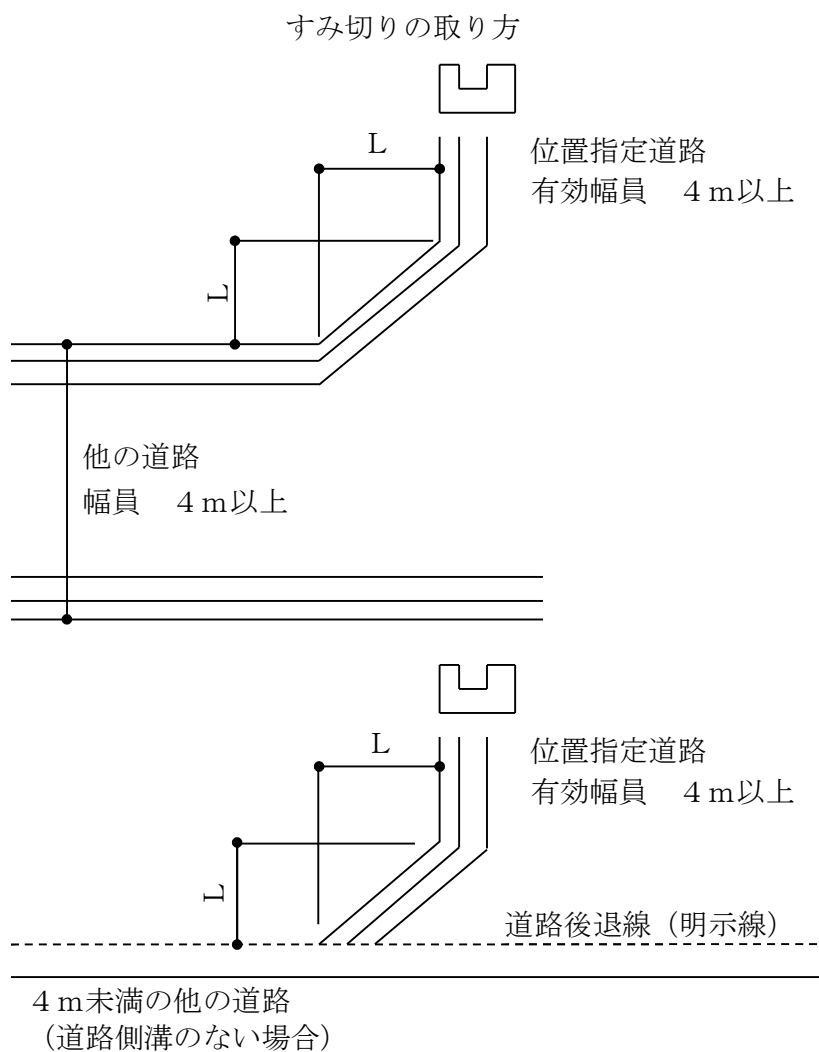 すみ切りの取り方
L
位置指定道路
有効幅員　４ｍ以上
L
他の道路
幅員　４ｍ以上
L
位置指定道路
有効幅員　４ｍ以上
L
道路後退線（明示線）
４ｍ未満の他の道路
（道路側溝のない場合）